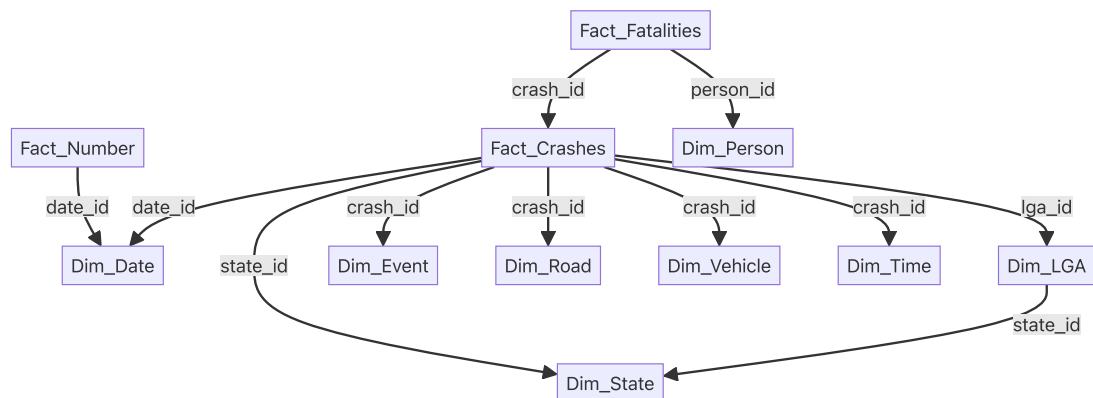 Fact_Fatalities
crash_id
person_id
Fact_Number
Fact_Crashes
Dim_Person
date_id
date_id
crash_id
crash_id
crash_id
crash_id
lga_id
state_id
Dim_Date
Dim_Event
Dim_Road
Dim_Vehicle
Dim_Time
Dim_LGA
state_id
Dim_State